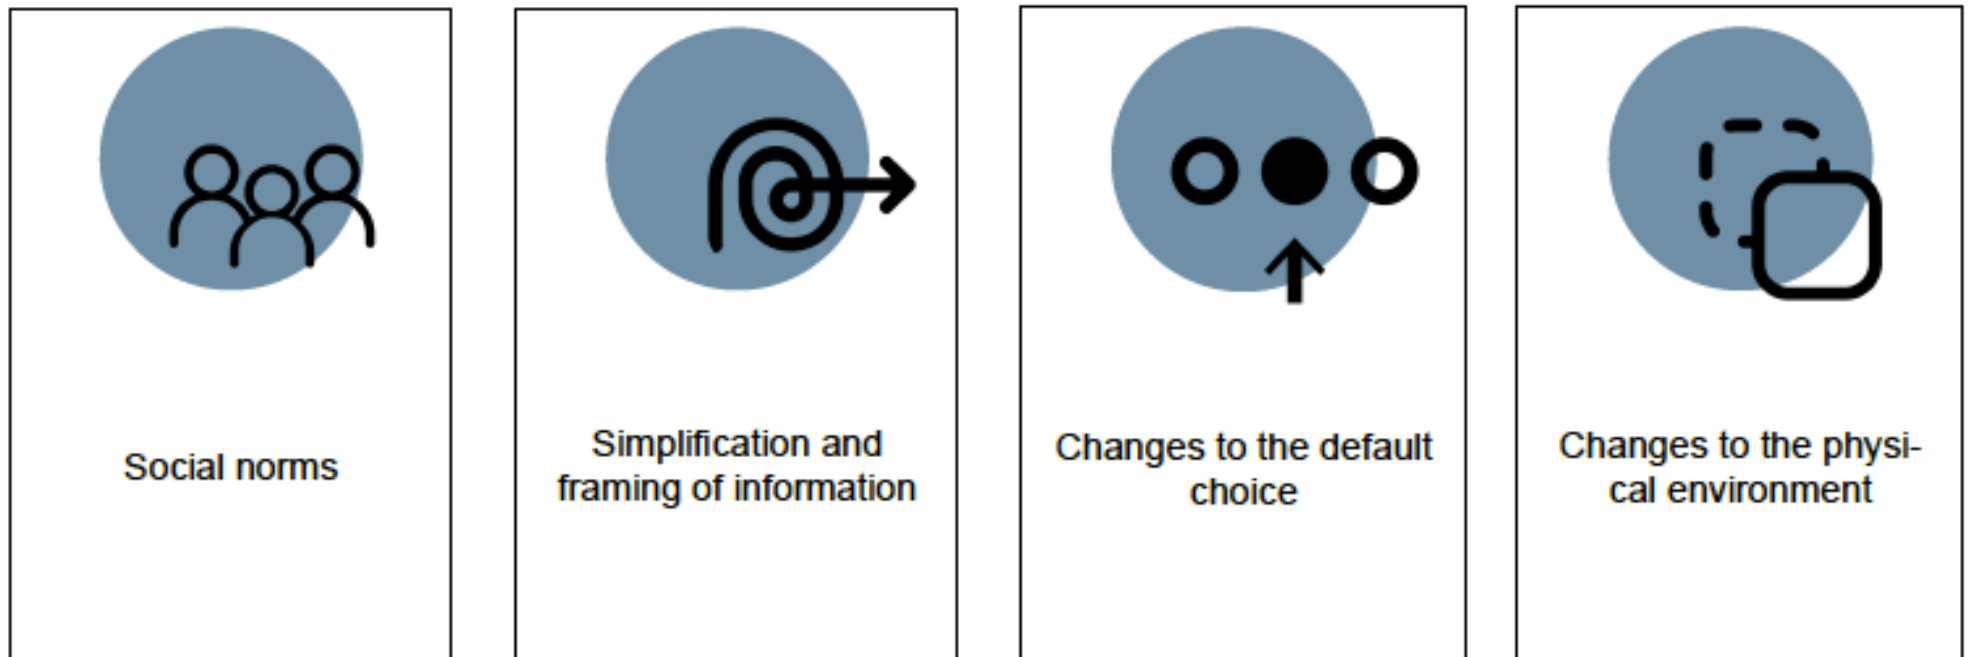 Social norms
Simplification and
framing of information
Changes to the default
choice
Changes to the physi-
cal environment